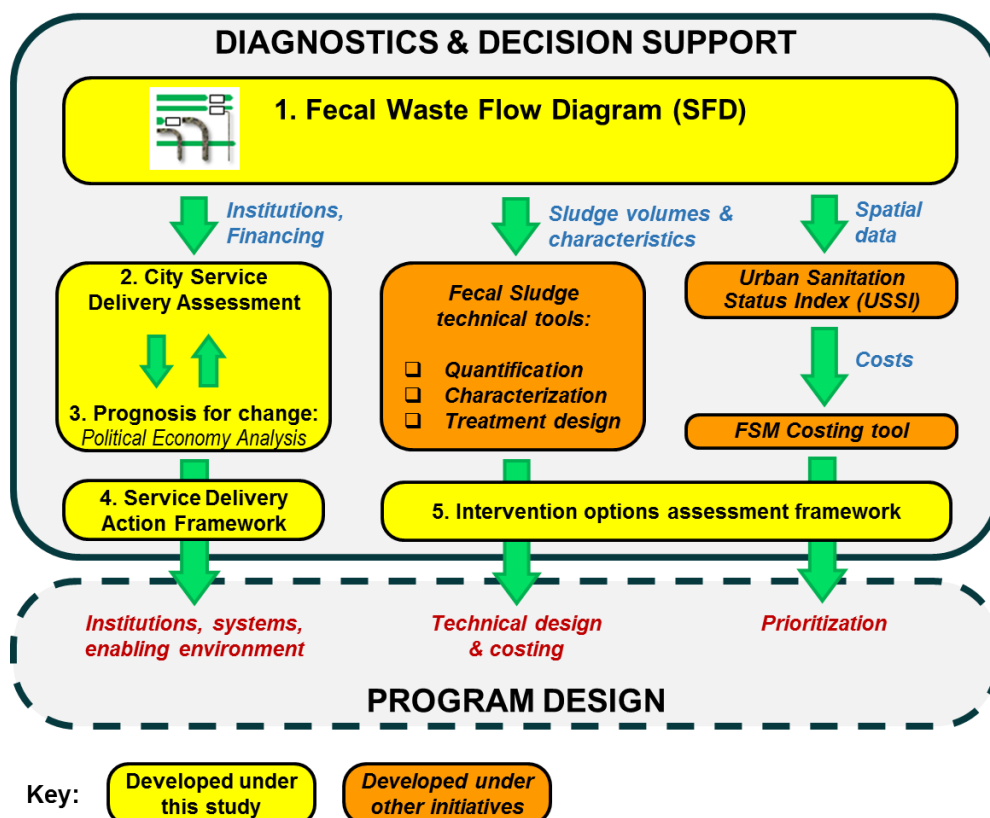 DIAGNOSTICS & DECISION SUPPORT
1. Fecal Waste Flow Diagram (SFD)
Institutions,
Financing
Sludge volumes &
characteristics
Spatial
data
2. City Service
Delivery Assessment
3. Prognosis for change:
Political Economy Analysis
Fecal Sludge
technical tools:
❑ Quantification
❑ Characterization
❑ Treatment design
Urban Sanitation
Status Index (USSI)
Costs
FSM Costing tool
4. Service Delivery
Action Framework
5. Intervention options assessment framework
Institutions, systems,
enabling environment
Technical design
& costing
Prioritization
PROGRAM DESIGN
Key:
Developed under
this study
Developed under
other initiatives